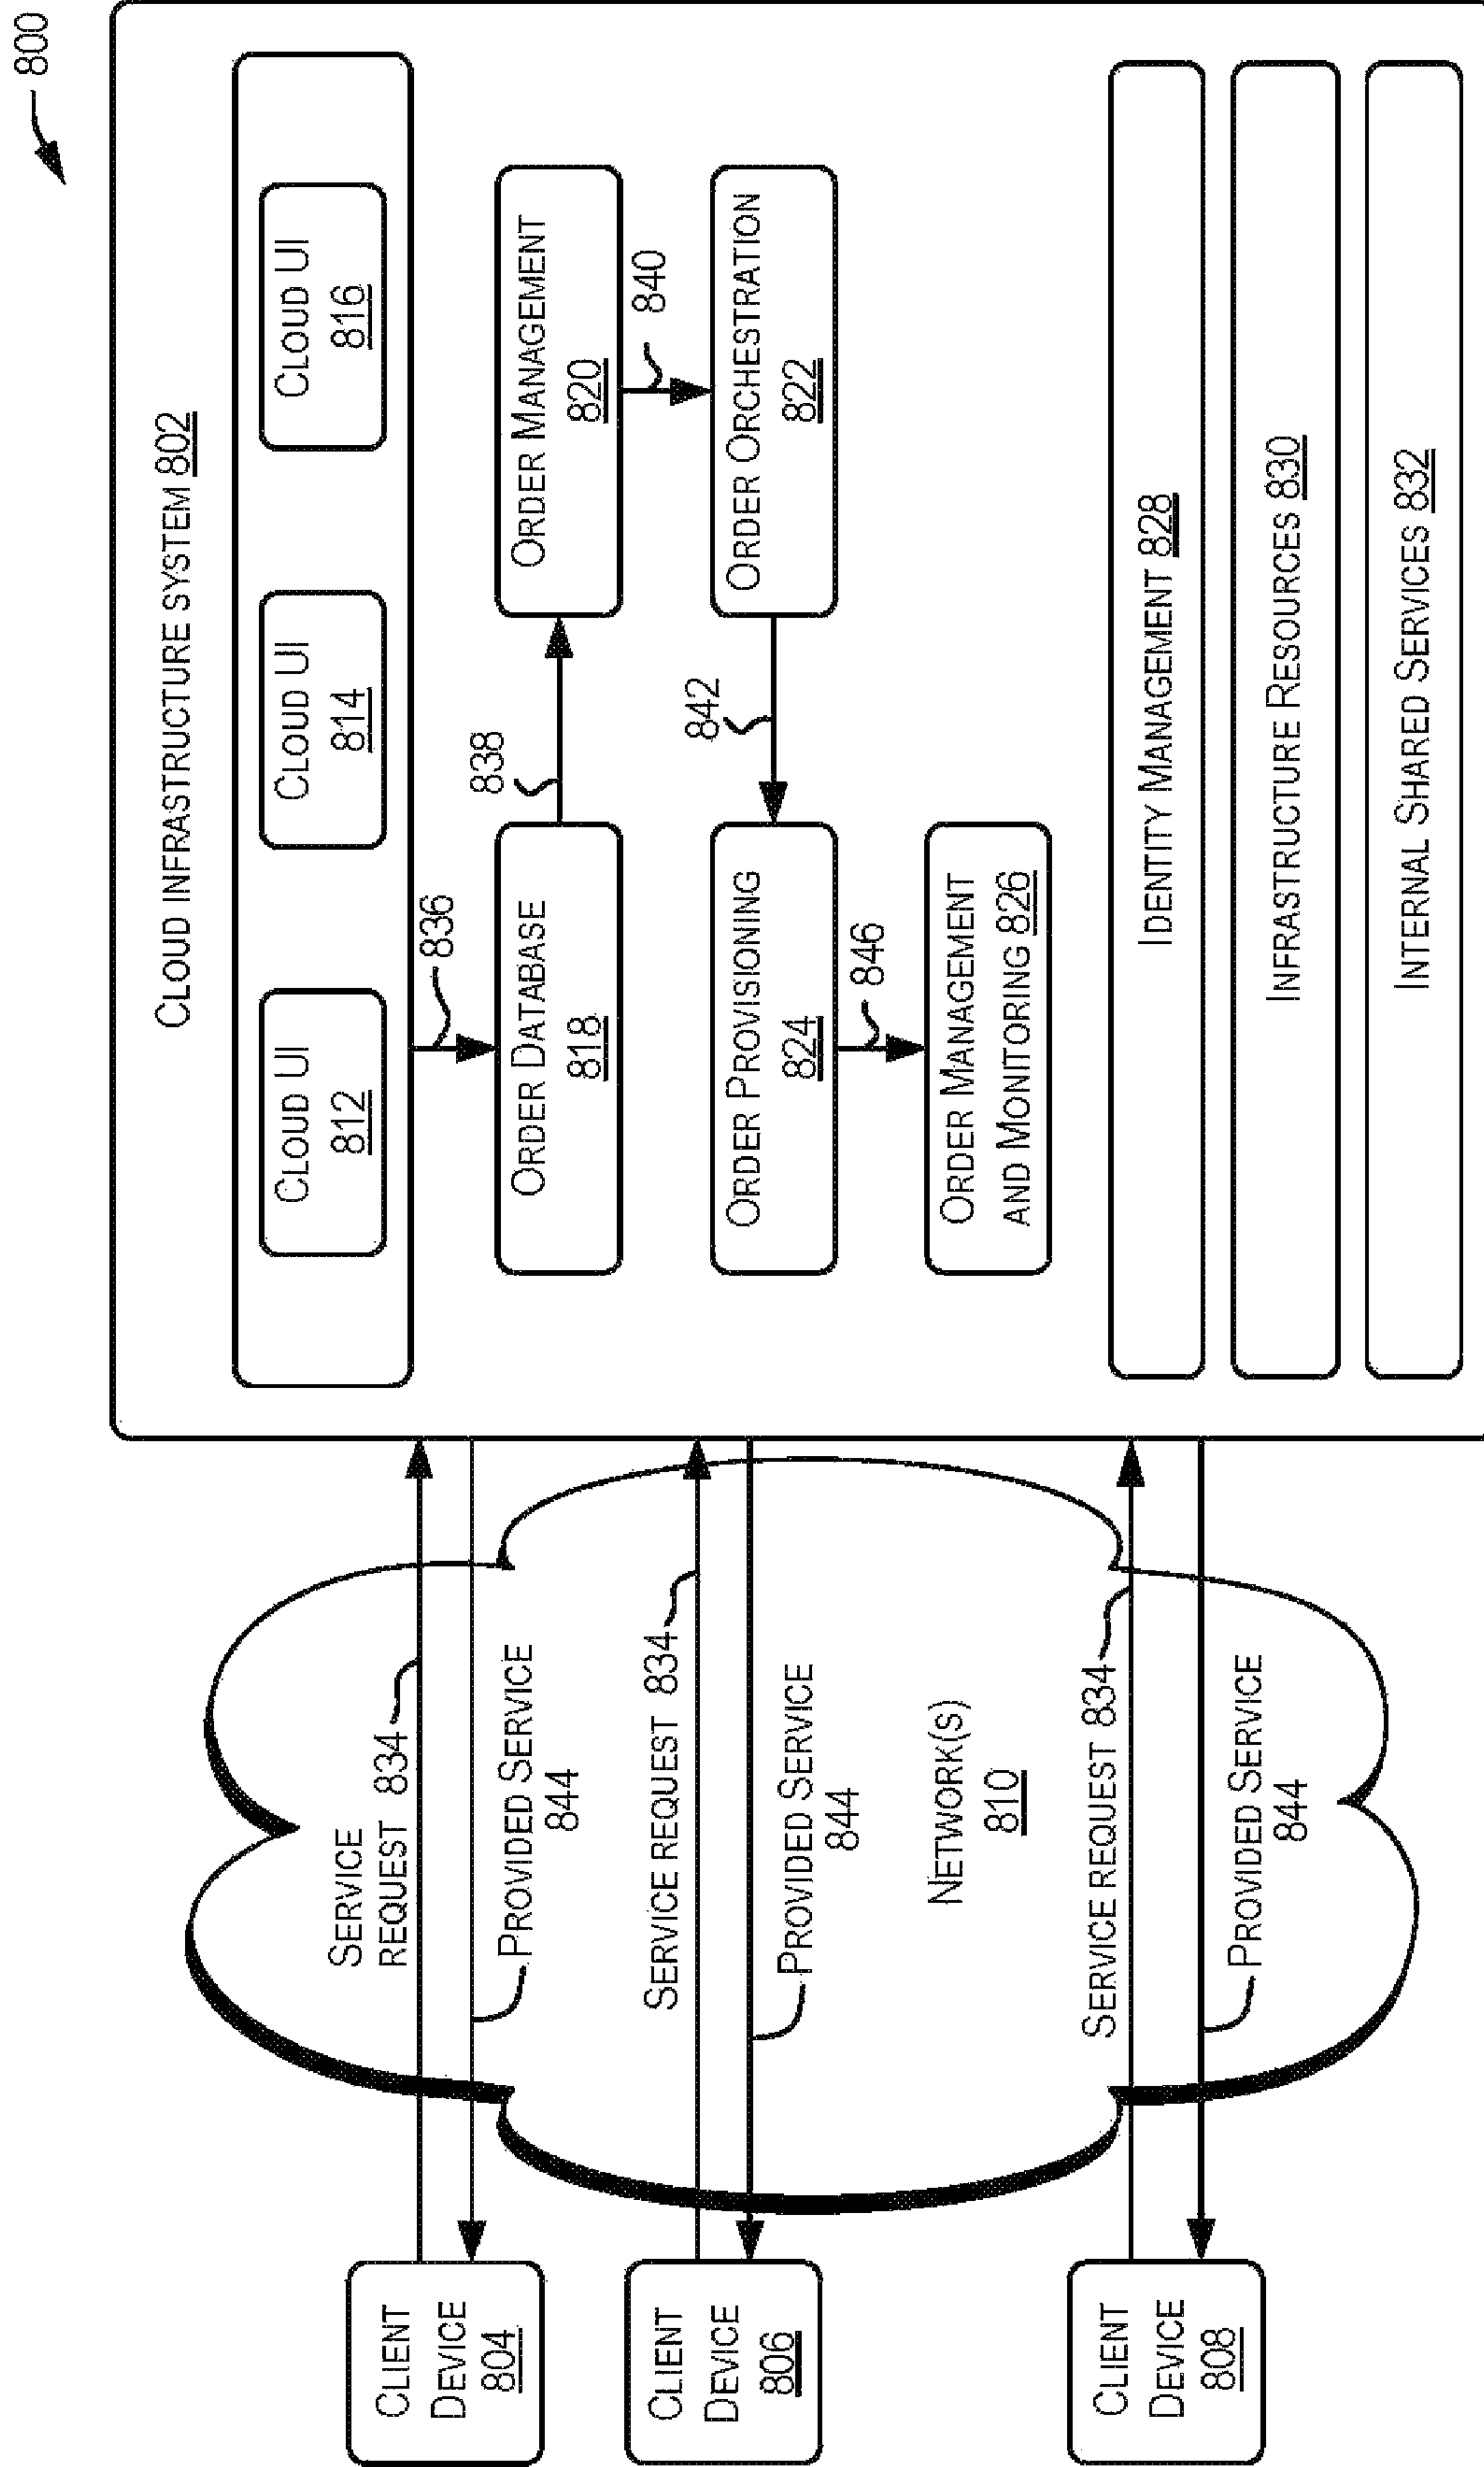 800
CLOUD INFRASTRUCTURE SYSTEM 802
CLOUD UI
812
CLOUD UI
814
CLOUD UI
816
836
ORDER DATABASE
818
838
ORDER MANAGEMENT
820
840
ORDER PROVISIONING
824
842
ORDER ORCHESTRATION
822
846
ORDER MANAGEMENT
AND MONITORING 826
IDENTITY MANAGEMENT 828
INFRASTRUCTURE RESOURCES 830
INTERNAL SHARED SERVICES 832
SERVICE
REQUEST 834
PROVIDED SERVICE
844
SERVICE REQUEST 834
PROVIDED SERVICE
844
NETWORK(S)
810
SERVICE REQUEST 834
PROVIDED SERVICE
844
CLIENT
DEVICE
804
CLIENT
DEVICE
806
CLIENT
DEVICE
808